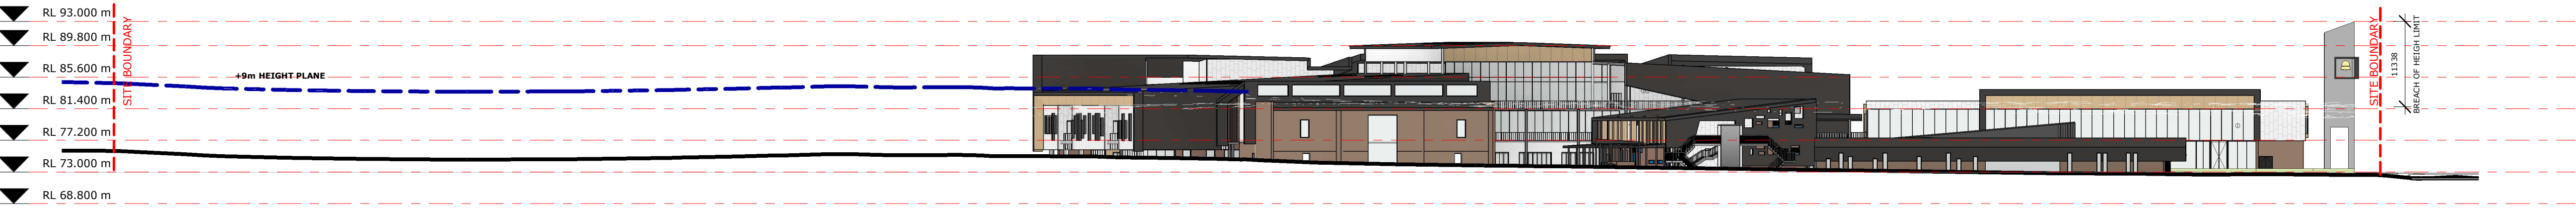 RL 93.000 m
RL 89.800 m
RL 85.600 m
RL 81.400 m
RL 77.200 m
RL 73.000 m
RL 68.800 m
SITE BOUNDARY
+9m HEIGHT PLANE
SITE BOUNDARY
11338
BREACH OF HEIGH LIMIT